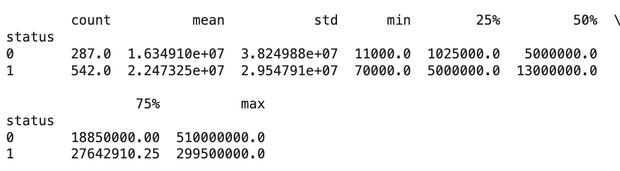 count mean std min 25% 50% \
status
0 287.0 1.634910e+07 3.824988e+07 11000.0 1025000.0 5000000.0
1 542.0 2.247325e+07 2.954791e+07 70000.0 5000000.0 13000000.0
75% max
status
0 18850000.00 510000000.0
1 27642910.25 299500000.0